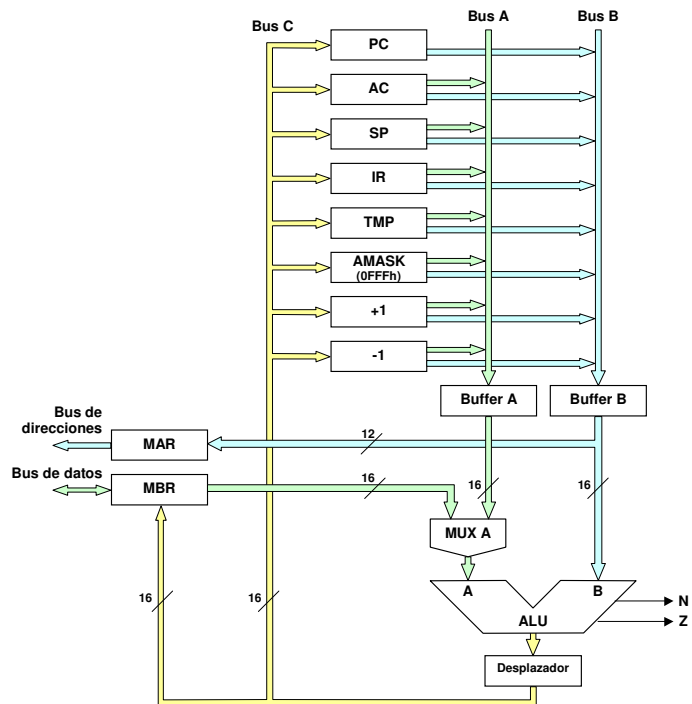 Bus A
Bus B
Bus C
PC
AC
SP
IR
TMP
AMASK
(0FFFh)
+1
-1
Buffer A
Buffer B
Bus de
direcciones
MAR
12
Bus de datos
MBR
16
16
16
MUX A
A
B
ALU
N
Z
16
16
Desplazador